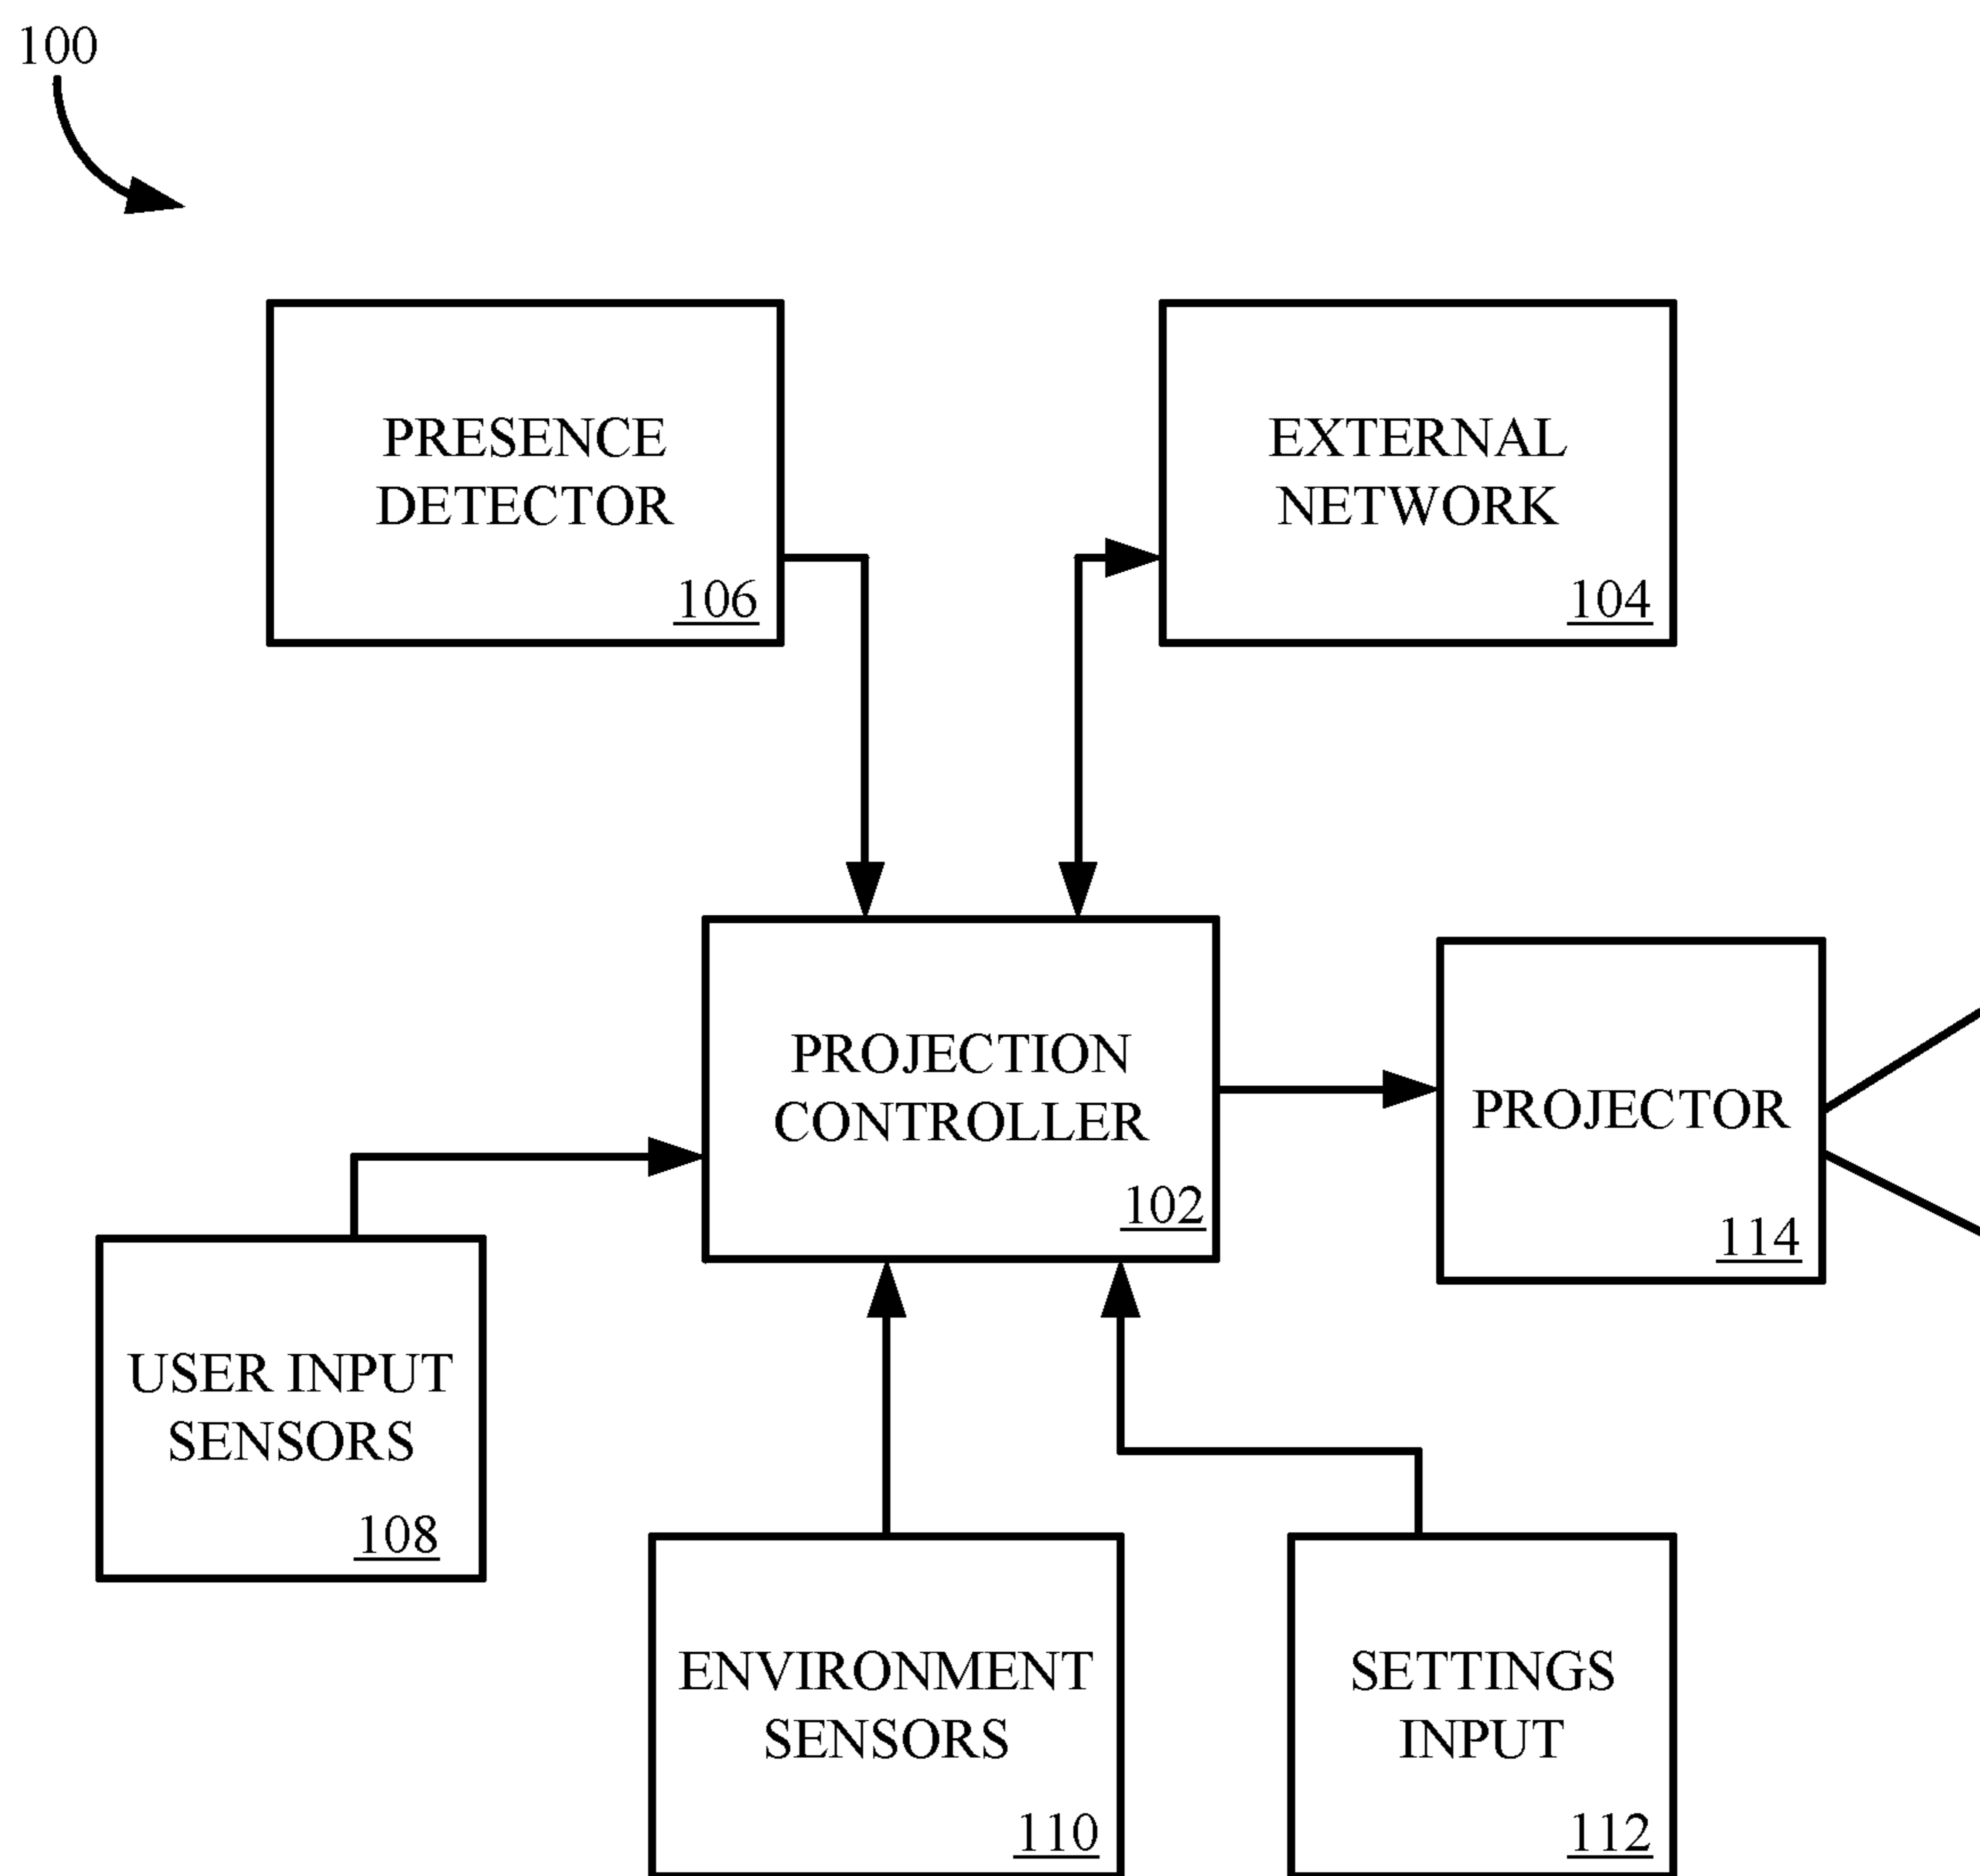 100
PRESENCE
DETECTOR
106
EXTERNAL
NETWORK
104
PROJECTION
CONTROLLER
102
PROJECTOR
114
USER INPUT
SENSORS
108
ENVIRONMENT
SENSORS
110
SETTINGS
INPUT
112